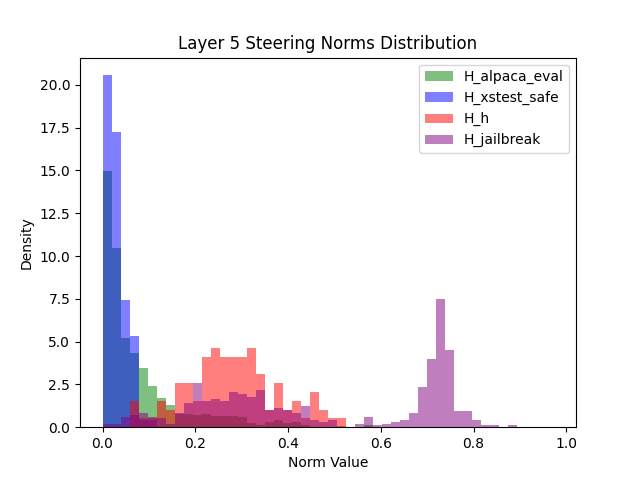 Layer 5 Steering Norms Distribution
H_alpaca_eval
H_xstest_safe
H_h
H_jailbreak
Density
20.0
17.5
15.0
12.5
10.0
7.5
5.0
2.5
0.0
0.0 0.2 0.4 0.6 0.8 1.0
Norm Value